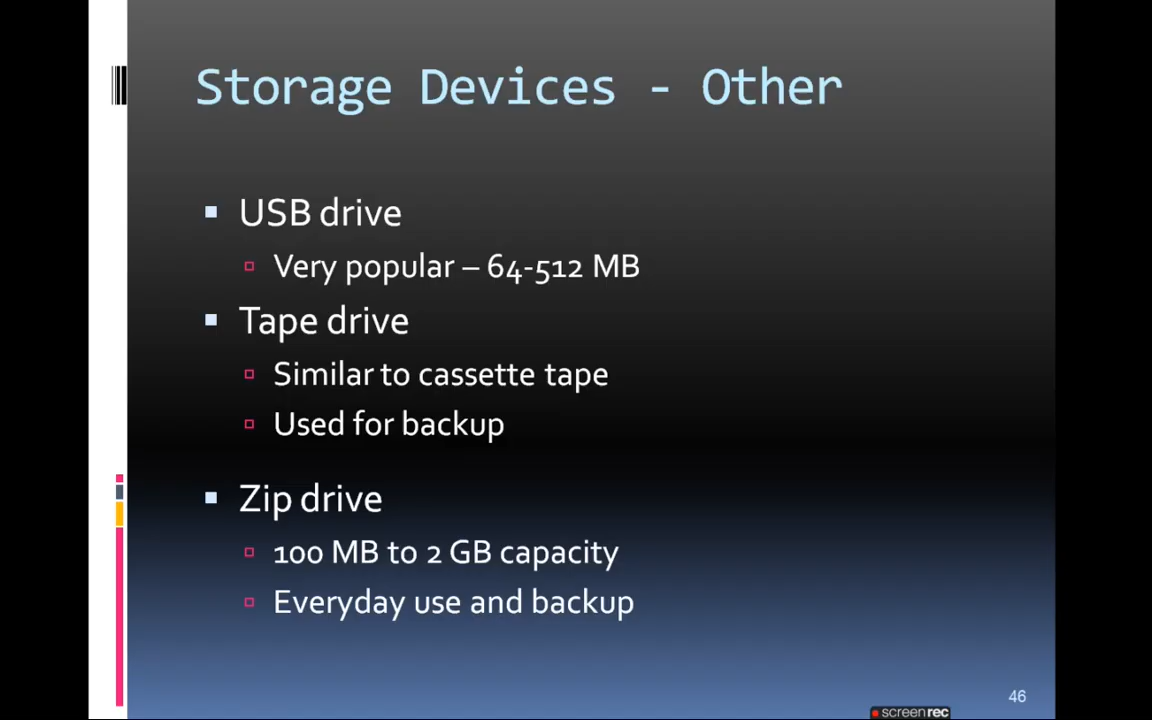 Storage Devices - Other
USB drive
Very popular – 64-512 MB
Tape drive
Similar to cassette tape
Used for backup
Zip drive
100 MB to 2 GB capacity
Everyday use and backup
46
screenrec